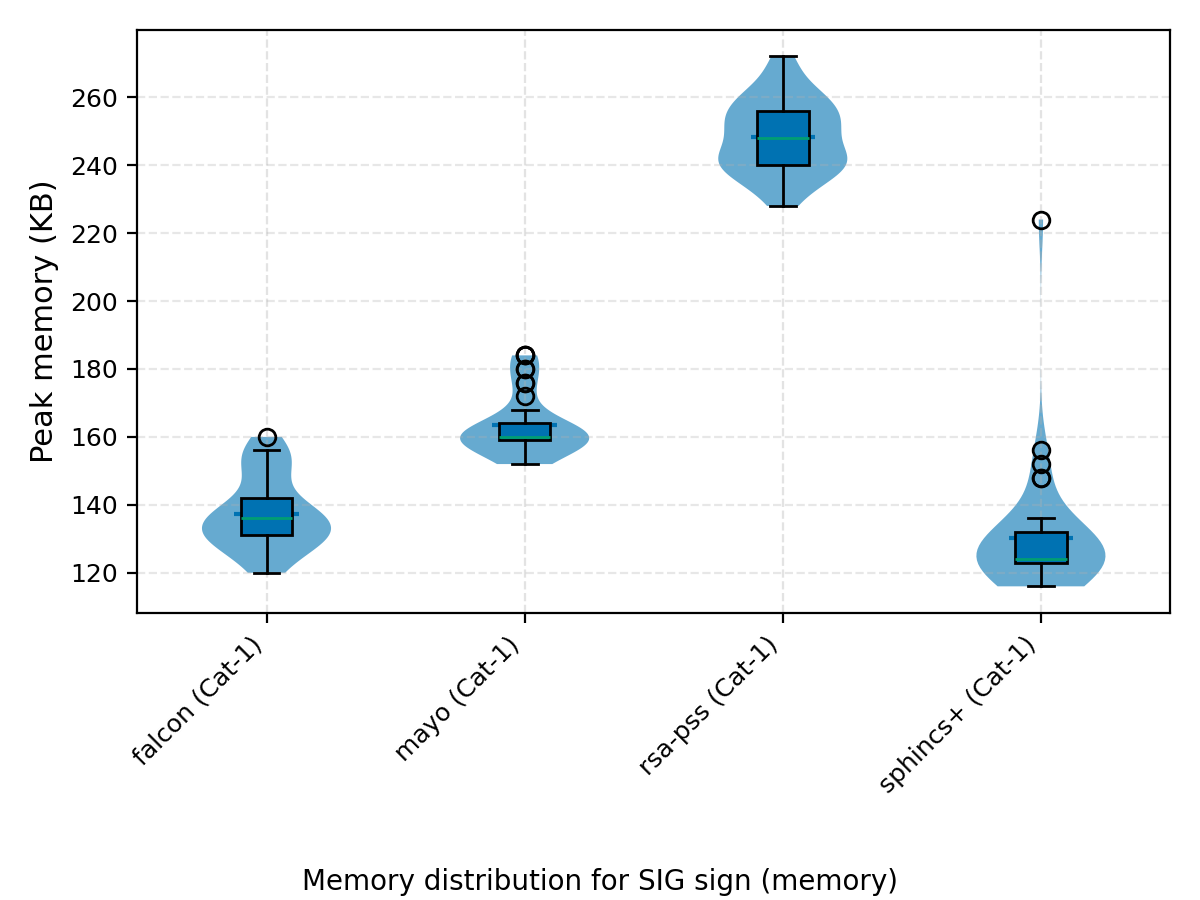 Peak memory (KB)
260
240
220
200
180
160
140
120
falcon (Cat-1)
mayo (Cat-1)
rsa-pss (Cat-1)
sphincs+ (Cat-1)
Memory distribution for SIG sign (memory)